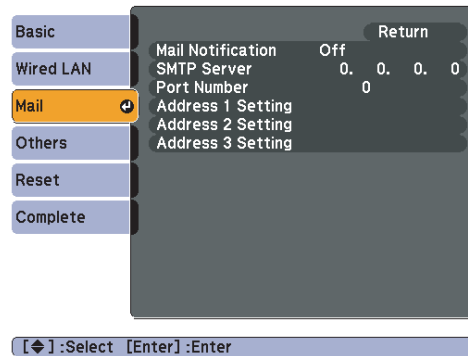 Basic
Wired LAN
Mail
Others
Reset
Complete
Return
Mail Notification Off
SMTP Server 0. 0. 0. 0
Port Number 0
Address 1 Setting
Address 2 Setting
Address 3 Setting
[◆] :Select [Enter] :Enter